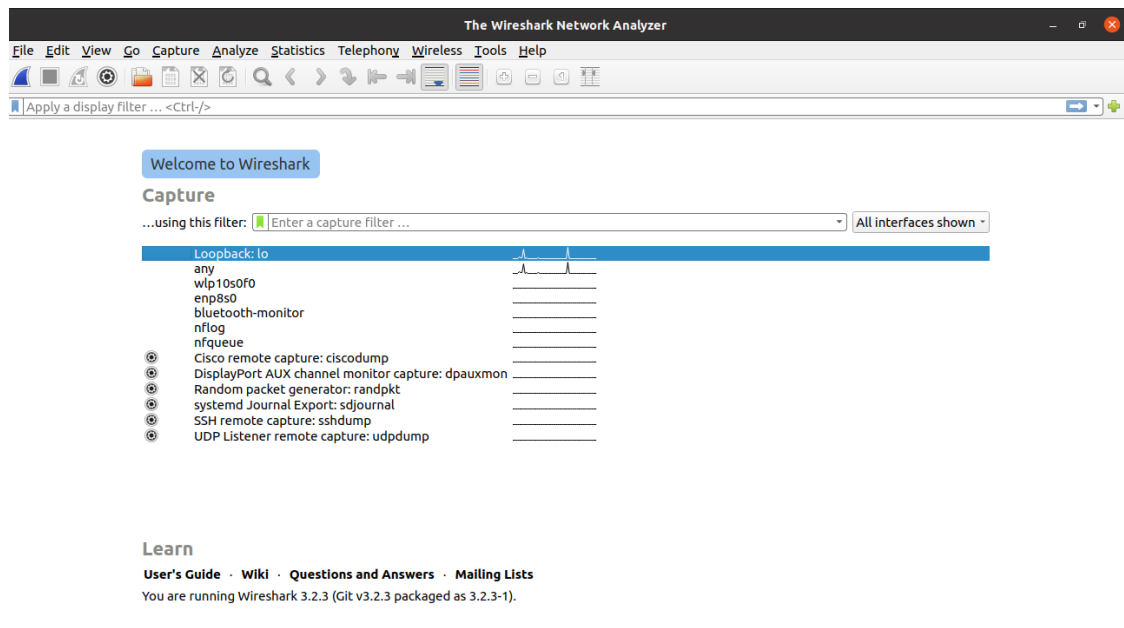 The Wireshark Network Analyzer
File Edit View Go Capture Analyze Statistics Telephony Wireless Tools Help
Apply a display filter … <Ctrl-/>
Welcome to Wireshark
Capture
…using this filter: Enter a capture filter … All interfaces shown
Loopback: lo
any
wlp10s0f0
enp8s0
bluetooth-monitor
nflog
nfqueue
Cisco remote capture: ciscodump
DisplayPort AUX channel monitor capture: dpauxmon
Random packet generator: randpkt
systemd Journal Export: sdjournal
SSH remote capture: sshdump
UDP Listener remote capture: udpdump
Learn
User's Guide · Wiki · Questions and Answers · Mailing Lists
You are running Wireshark 3.2.3 (Git v3.2.3 packaged as 3.2.3-1).